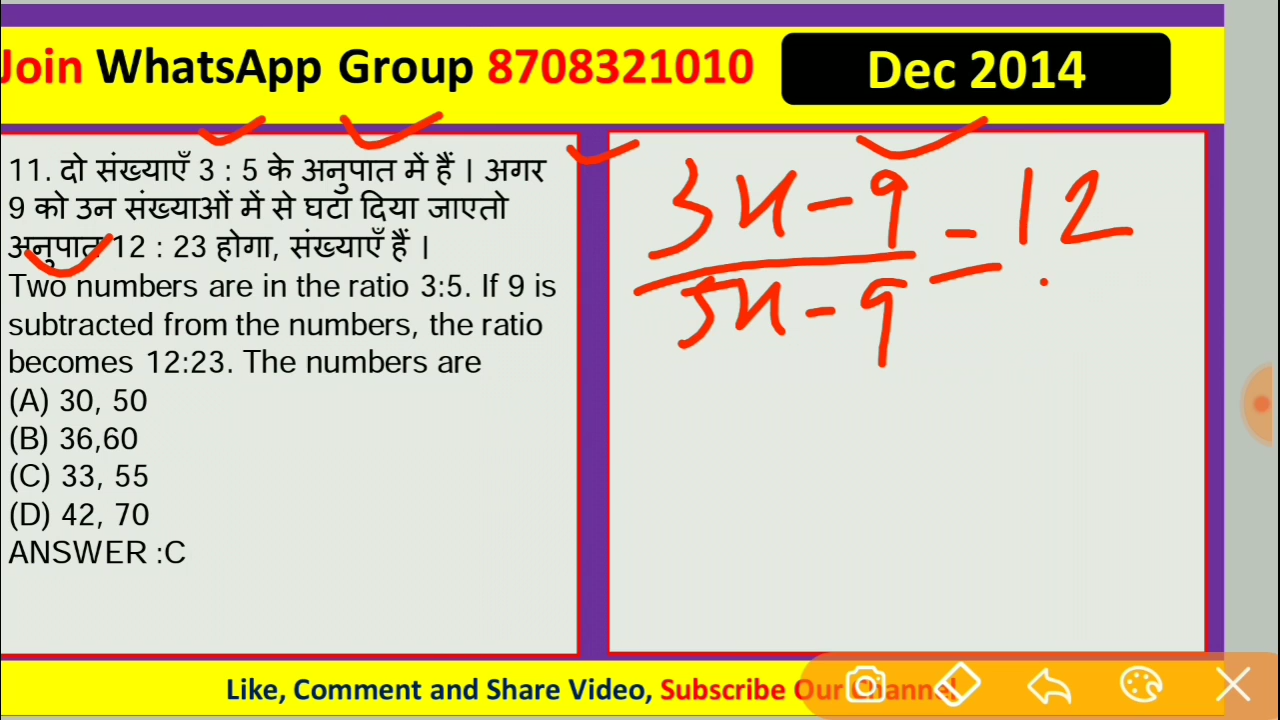 Join WhatsApp Group 8708321010
Dec 2014
11. दो संख्याएँ 3 : 5 के अनुपात में हैं । अगर
9 को उन संख्याओं में से घटा दिया जाएतो
अनुपात 12 : 23 होगा, संख्याएँ हैं ।
Two numbers are in the ratio 3:5. If 9 is
subtracted from the numbers, the ratio
becomes 12:23. The numbers are
(A) 30, 50
(B) 36,60
(C) 33, 55
(D) 42, 70
ANSWER :C
3x-9 = 12
5x-9
Like, Comment and Share Video, Subscribe Our Channel